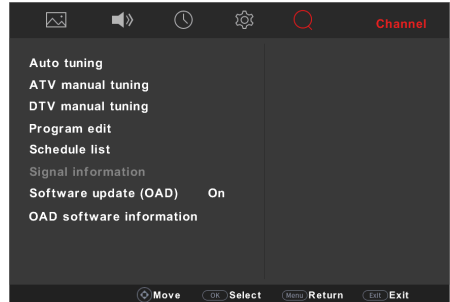 Channel
Auto tuning
ATV manual tuning
DTV manual tuning
Program edit
Schedule list
Signal information
Software update (OAD) On
OAD software information
Move OK Select Menu Return Exit Exit